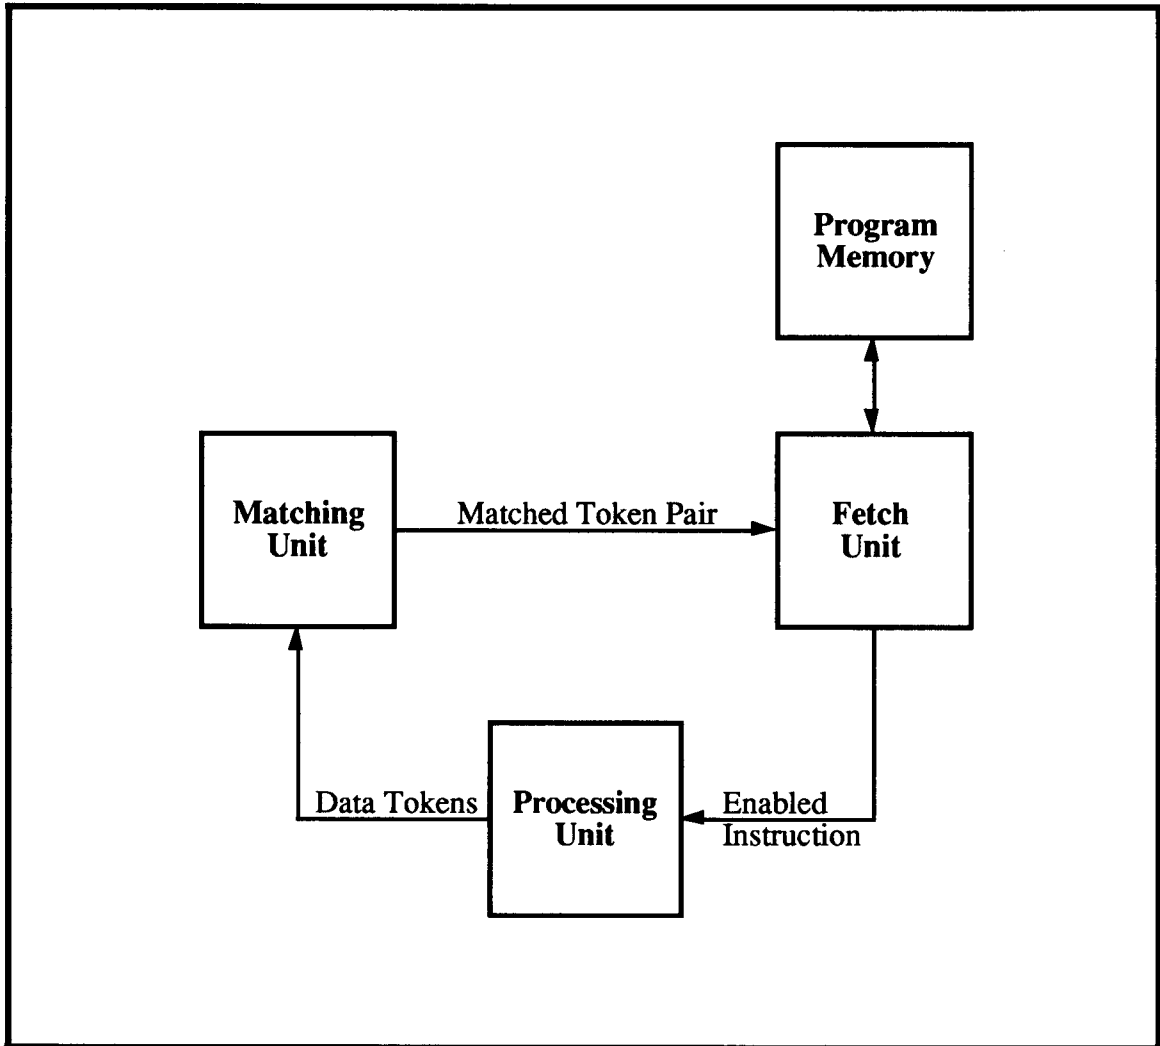 Program
Memory
Matching
Unit
Matched Token Pair
Fetch
Unit
Data Tokens
Processing
Unit
Enabled
Instruction